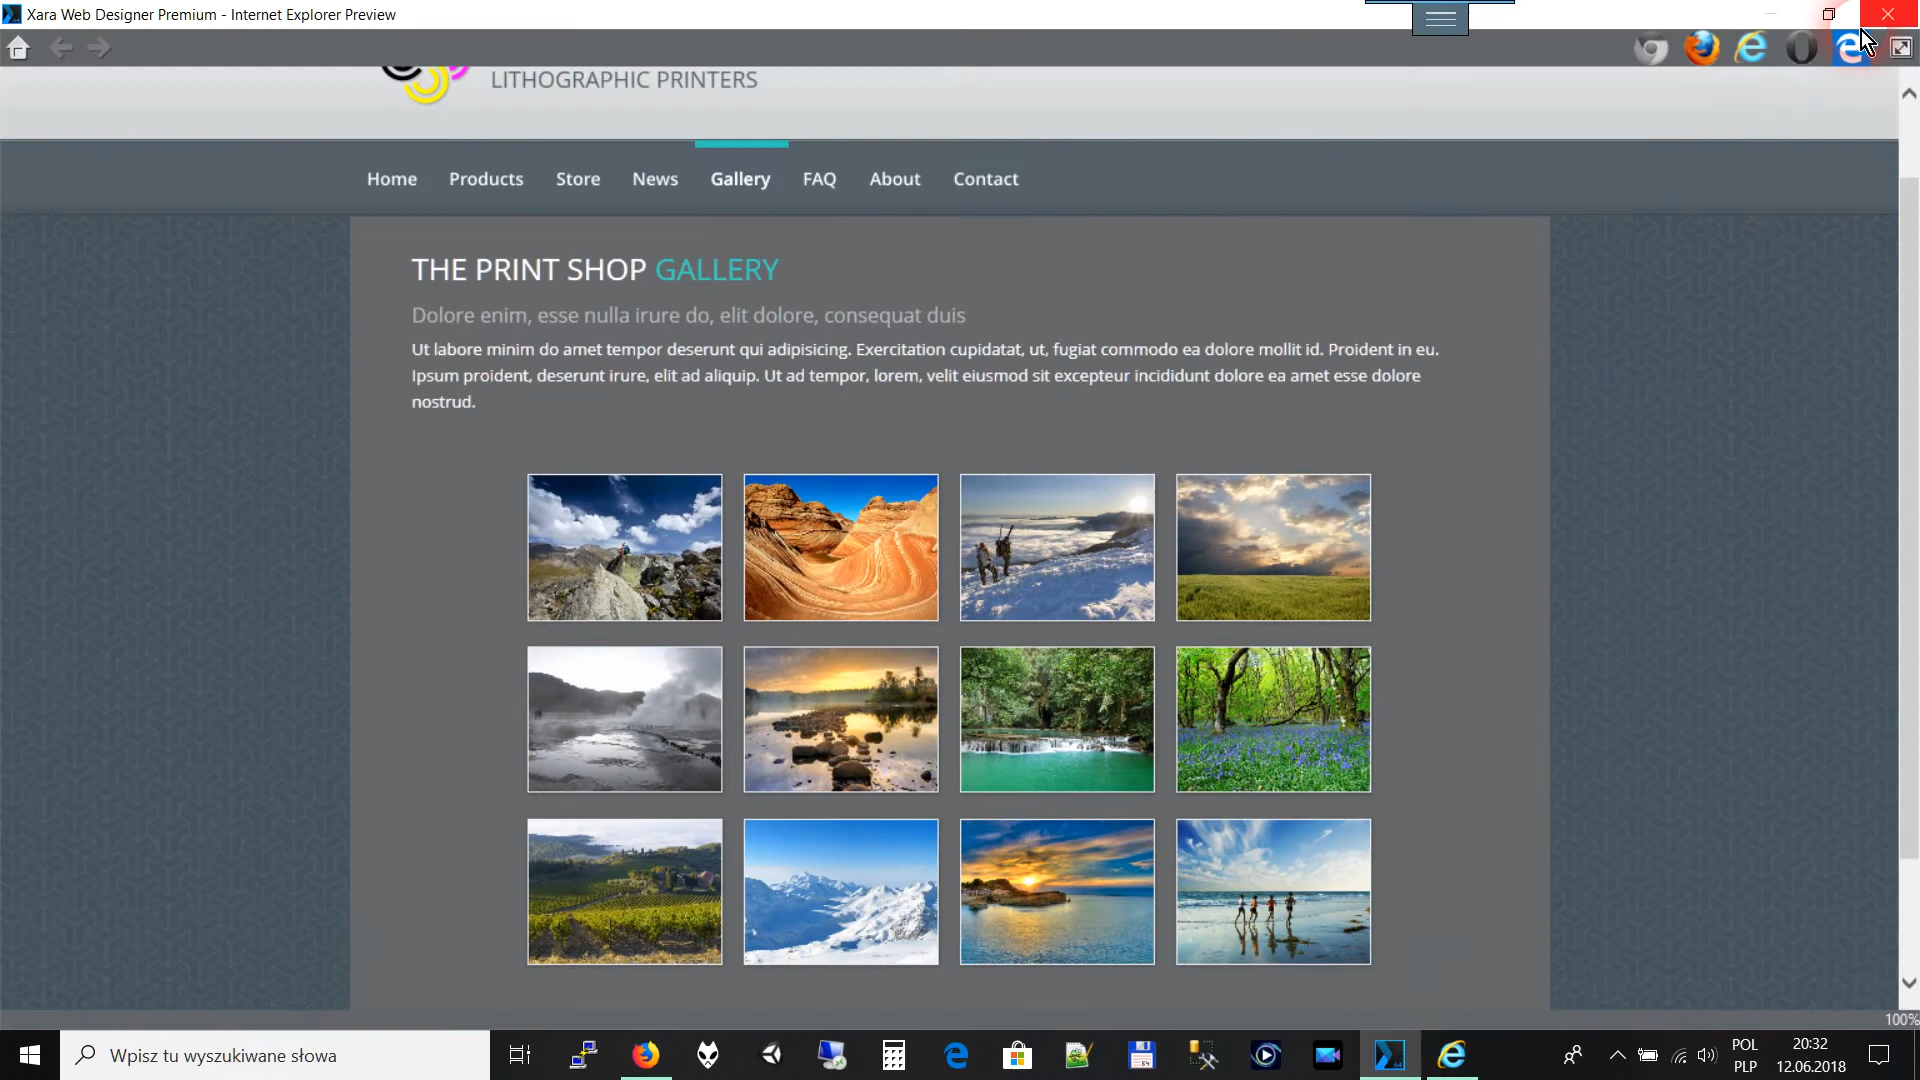 Xara Web Designer Premium - Internet Explorer Preview
LITHOGRAPHIC PRINTERS
Home Products Store News Gallery FAQ About Contact
THE PRINT SHOP GALLERY
Dolore enim, esse nulla irure do, elit dolore, consequat duis
Ut labore minim do amet tempor deserunt qui adipisicing. Exercitation cupidatat, ut, fugiat commodo ea dolore mollit id. Proident in eu.
Ipsum proident, deserunt irure, elit ad aliquip. Ut ad tempor, lorem, velit eiusmod sit excepteur incididunt dolore ea amet esse dolore
nostrud.
100%
Wpisz tu wyszukiwane słowa
64
POL
PLP
20:32
12.06.2018